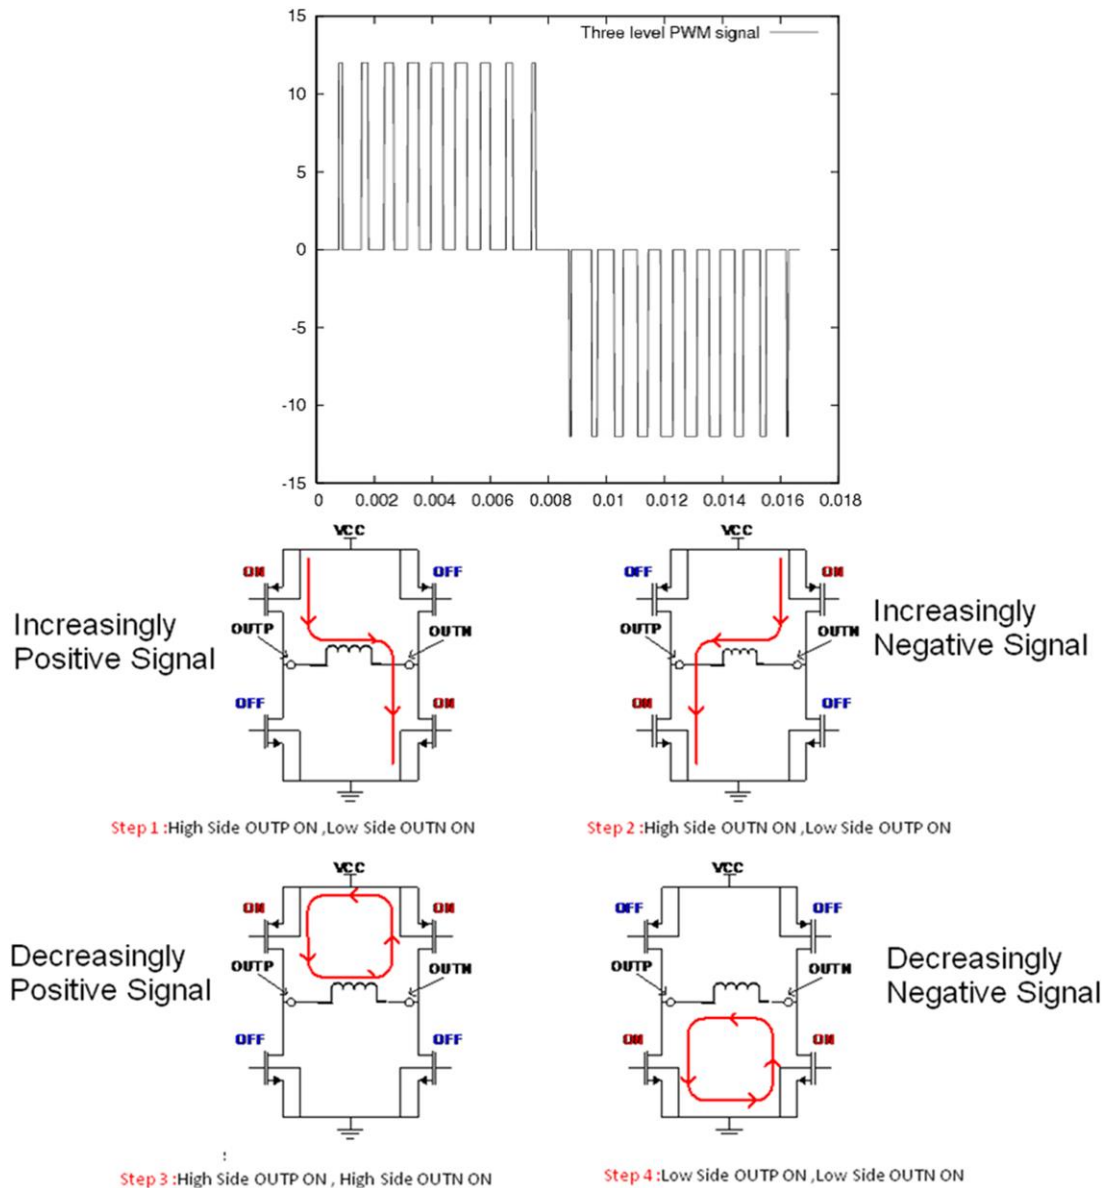 15
Three level PWM signal
10
5
0
-5
-10
-15
0 0.002 0.004 0.006 0.008 0.01 0.012 0.014 0.016 0.018
VCC VCC
ON OFF OFF ON
Increasingly
Positive Signal
OUTP OUTN OUTP OUTN
Increasingly
Negative Signal
OFF ON ON OFF
Step 1 :High Side OUTP ON ,Low Side OUTN ON
Step 2 :High Side OUTN ON ,Low Side OUTP ON
VCC VCC
ON ON OFF OFF
Decreasingly
Positive Signal
OUTP OUTN OUTP OUTN
Decreasingly
Negative Signal
OFF OFF ON ON
:
Step 3 :High Side OUTP ON , High Side OUTN ON
Step 4 :Low Side OUTP ON ,Low Side OUTN ON